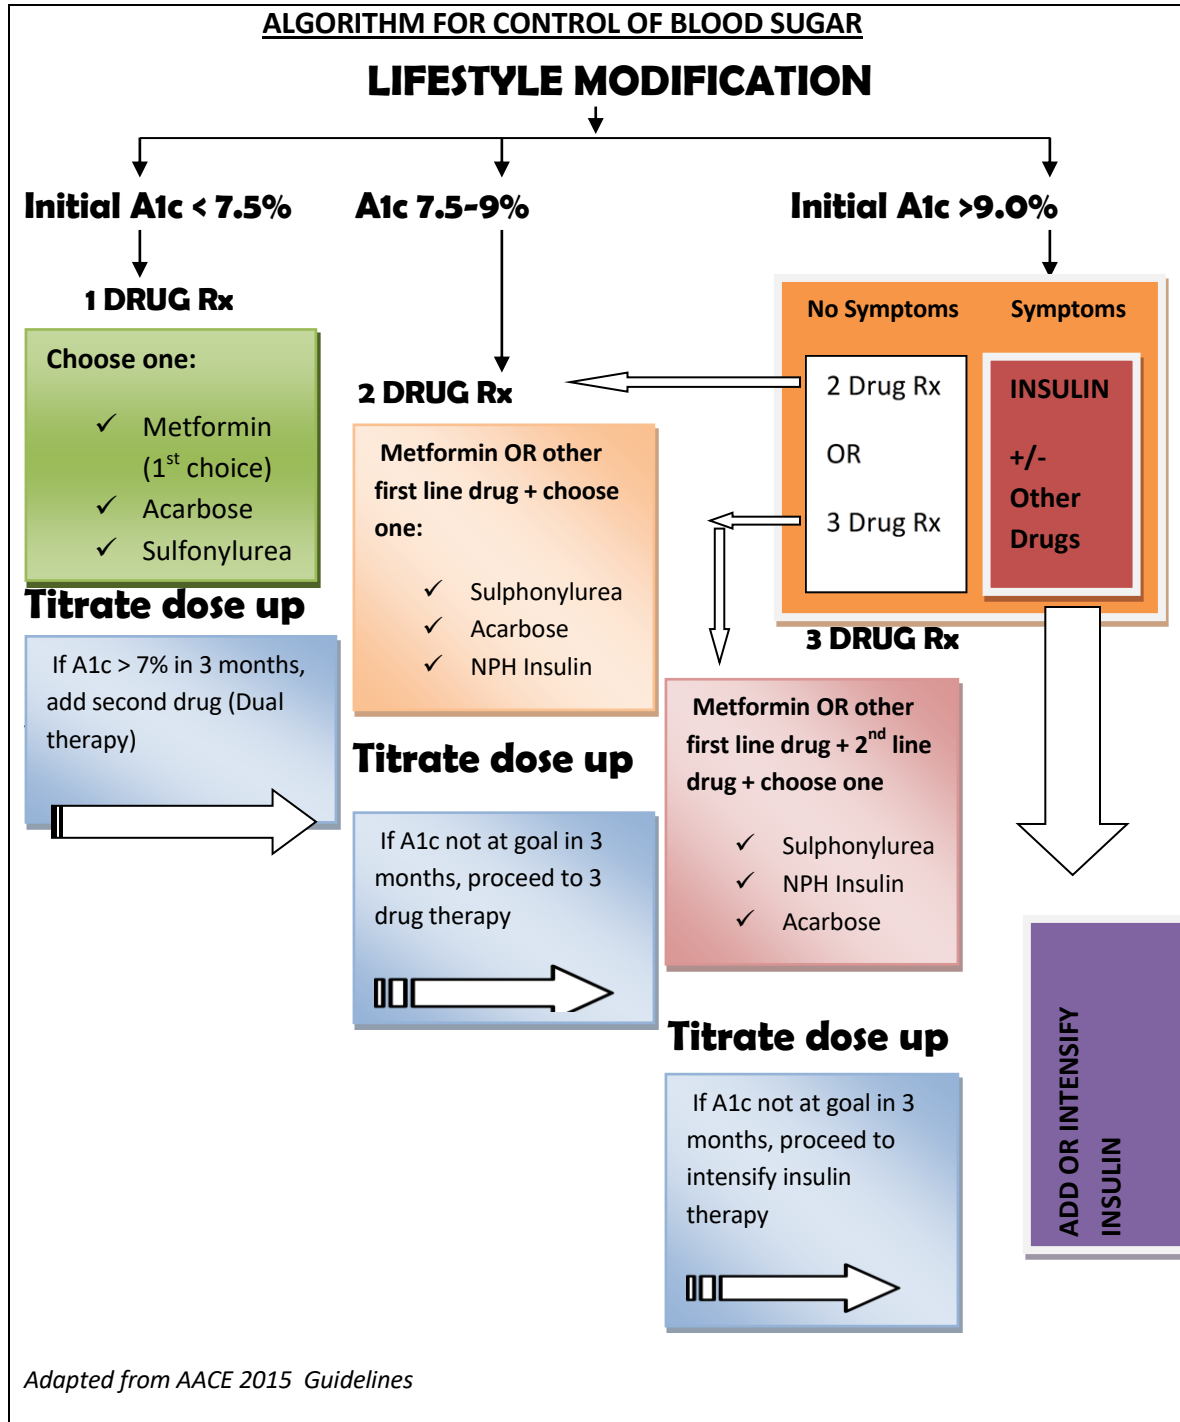 ALGORITHM FOR CONTROL OF BLOOD SUGAR
LIFESTYLE MODIFICATION
Initial A1c < 7.5%
A1c 7.5-9%
Initial A1c >9.0%
1 DRUG Rx
Choose one:
✓ Metformin
(1st choice)
✓ Acarbose
✓ Sulfonylurea
Titrate dose up
If A1c > 7% in 3 months,
add second drug (Dual
therapy)
2 DRUG Rx
Metformin OR other
first line drug + choose
one:
✓ Sulphonylurea
✓ Acarbose
✓ NPH Insulin
Titrate dose up
If A1c not at goal in 3
months, proceed to 3
drug therapy
No Symptoms
2 Drug Rx
OR
3 Drug Rx
Symptoms
INSULIN
+/-
Other
Drugs
3 DRUG Rx
Metformin OR other
first line drug + 2nd line
drug + choose one
✓ Sulphonylurea
✓ NPH Insulin
✓ Acarbose
Titrate dose up
If A1c not at goal in 3
months, proceed to
intensify insulin
therapy
ADD OR INTENSIFY
INSULIN
Adapted from AACE 2015 Guidelines